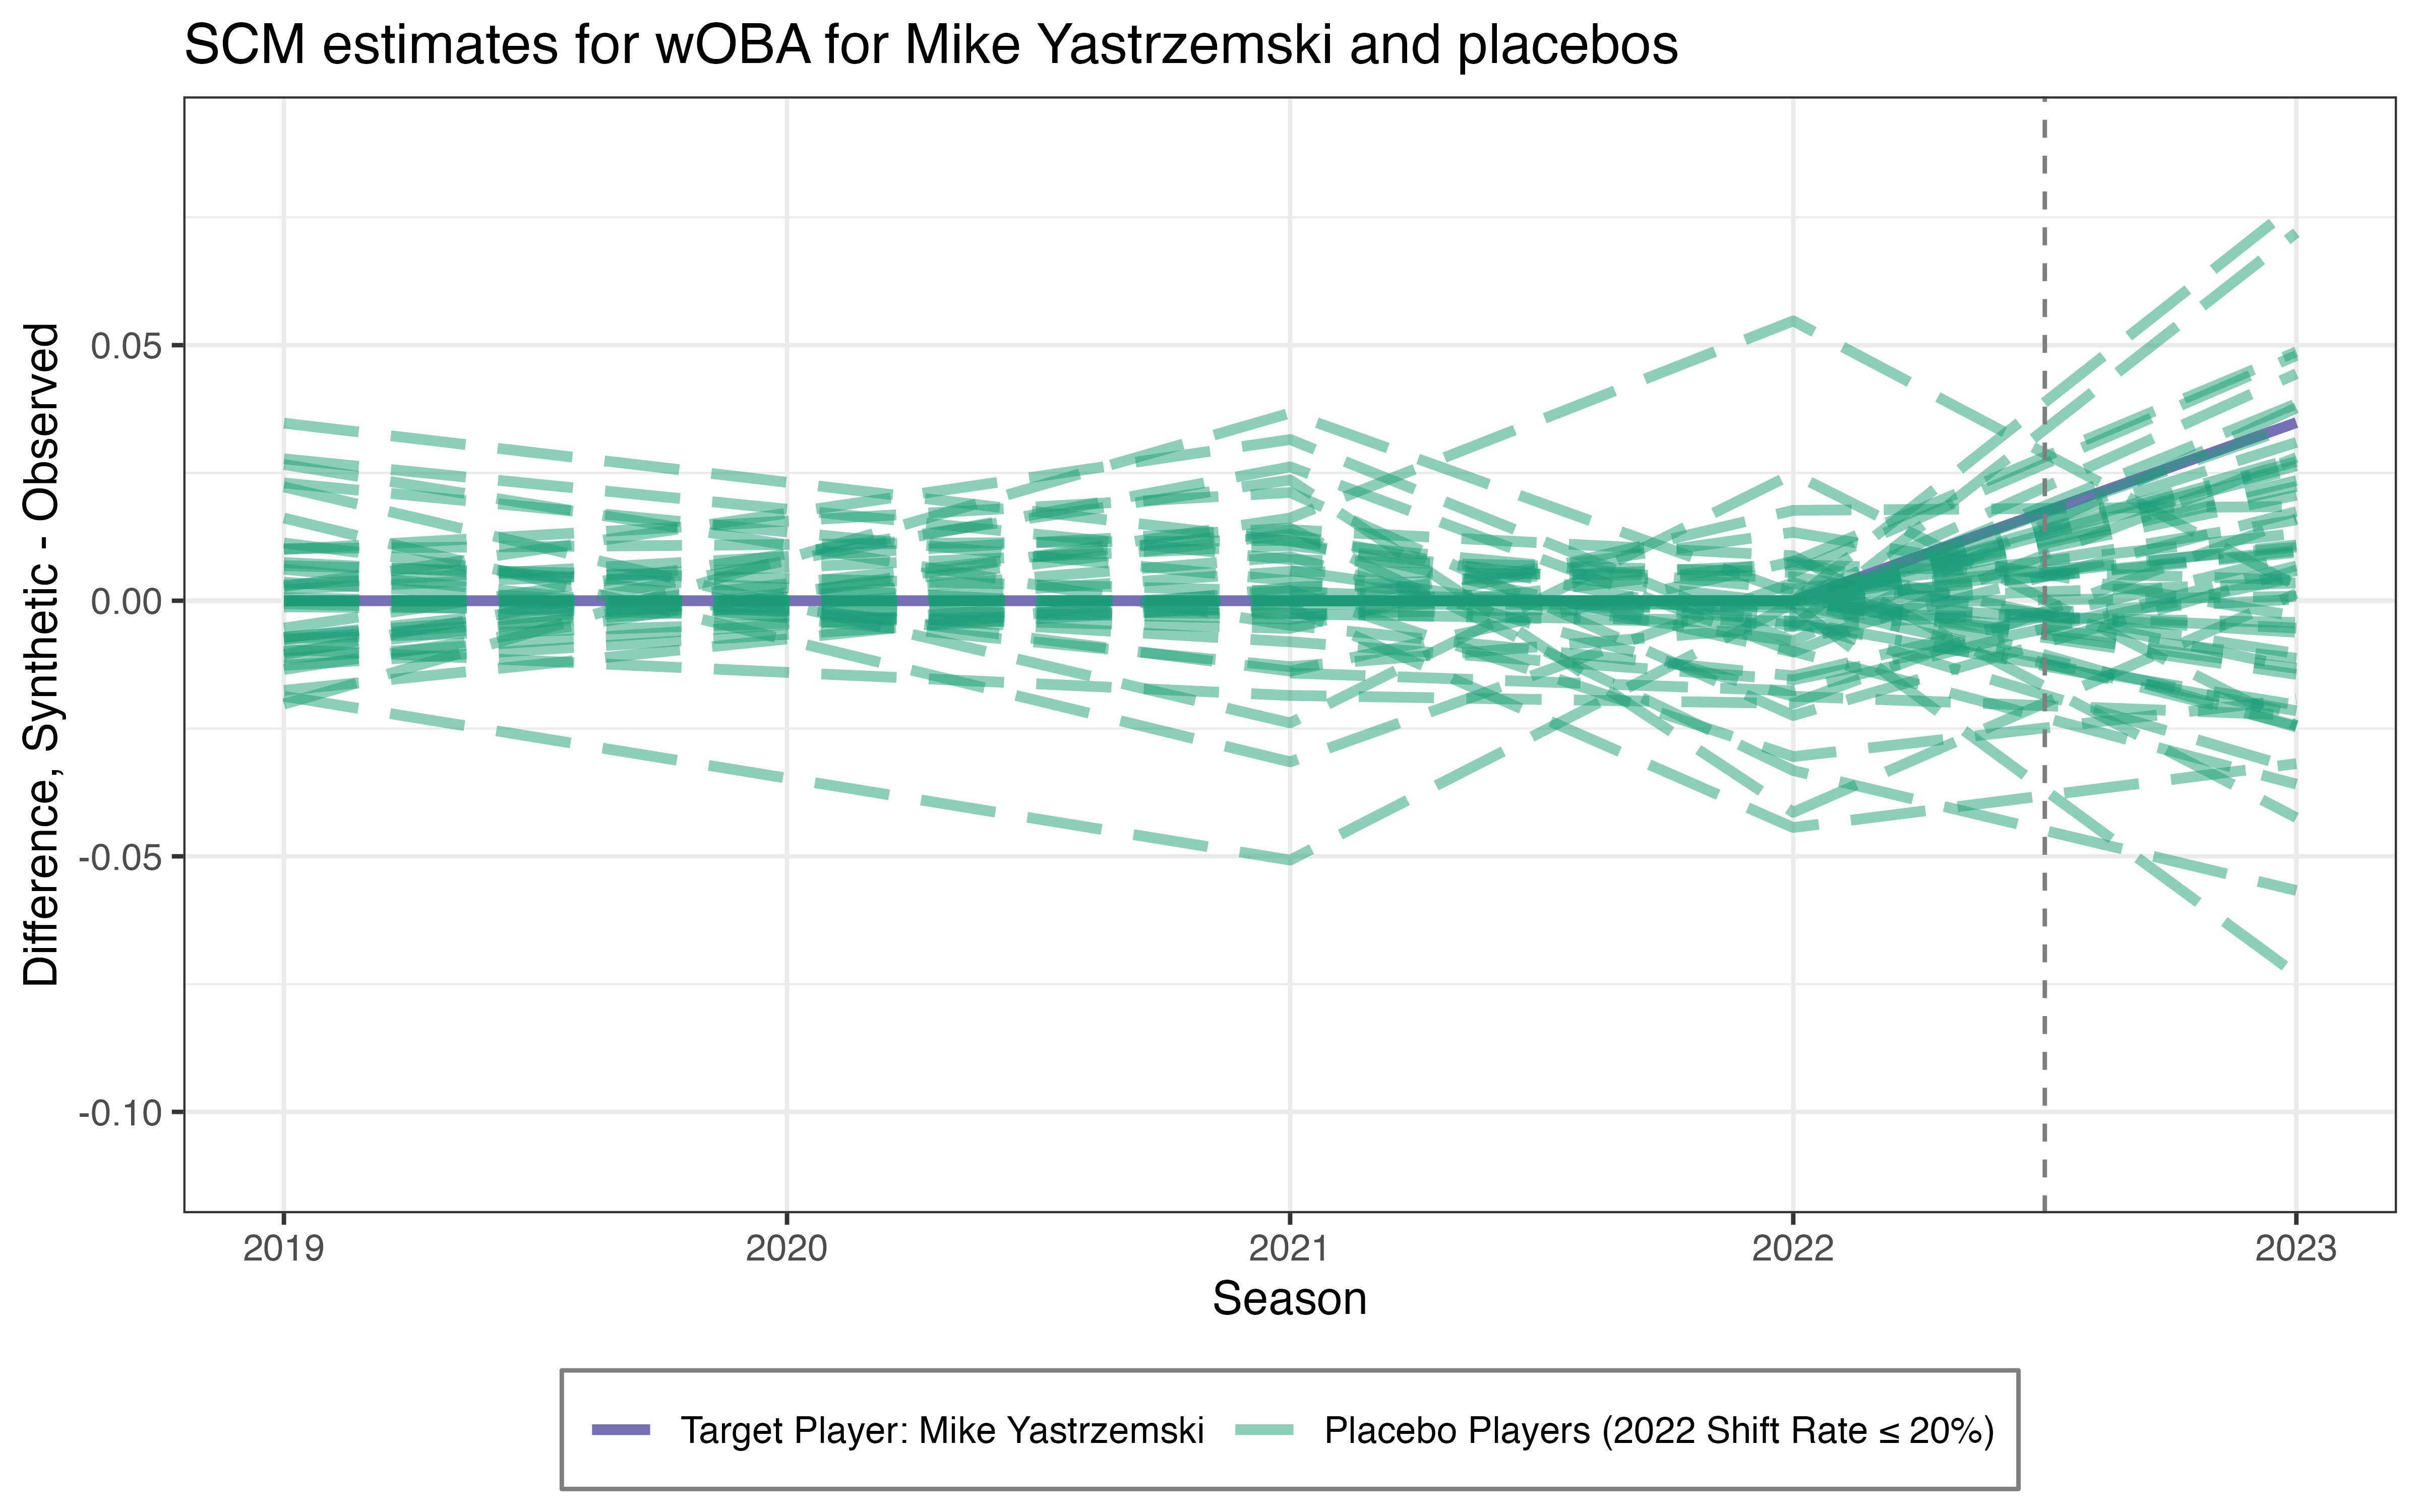 SCM estimates for wOBA for Mike Yastrzemski and placebos
Difference, Synthetic - Observed
0.05
0.00
-0.05
-0.10
2019 2020 2021 2022 2023
Season
Target Player: Mike Yastrzemski Placebo Players (2022 Shift Rate ≤ 20%)